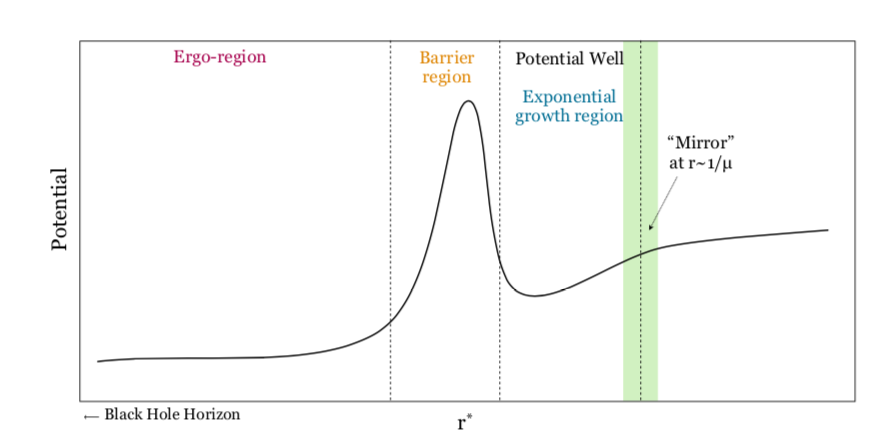 Ergo-region
Barrier
region
Potential Well
Exponential
growth region
“Mirror”
at r~1/μ
Potential
← Black Hole Horizon
r*